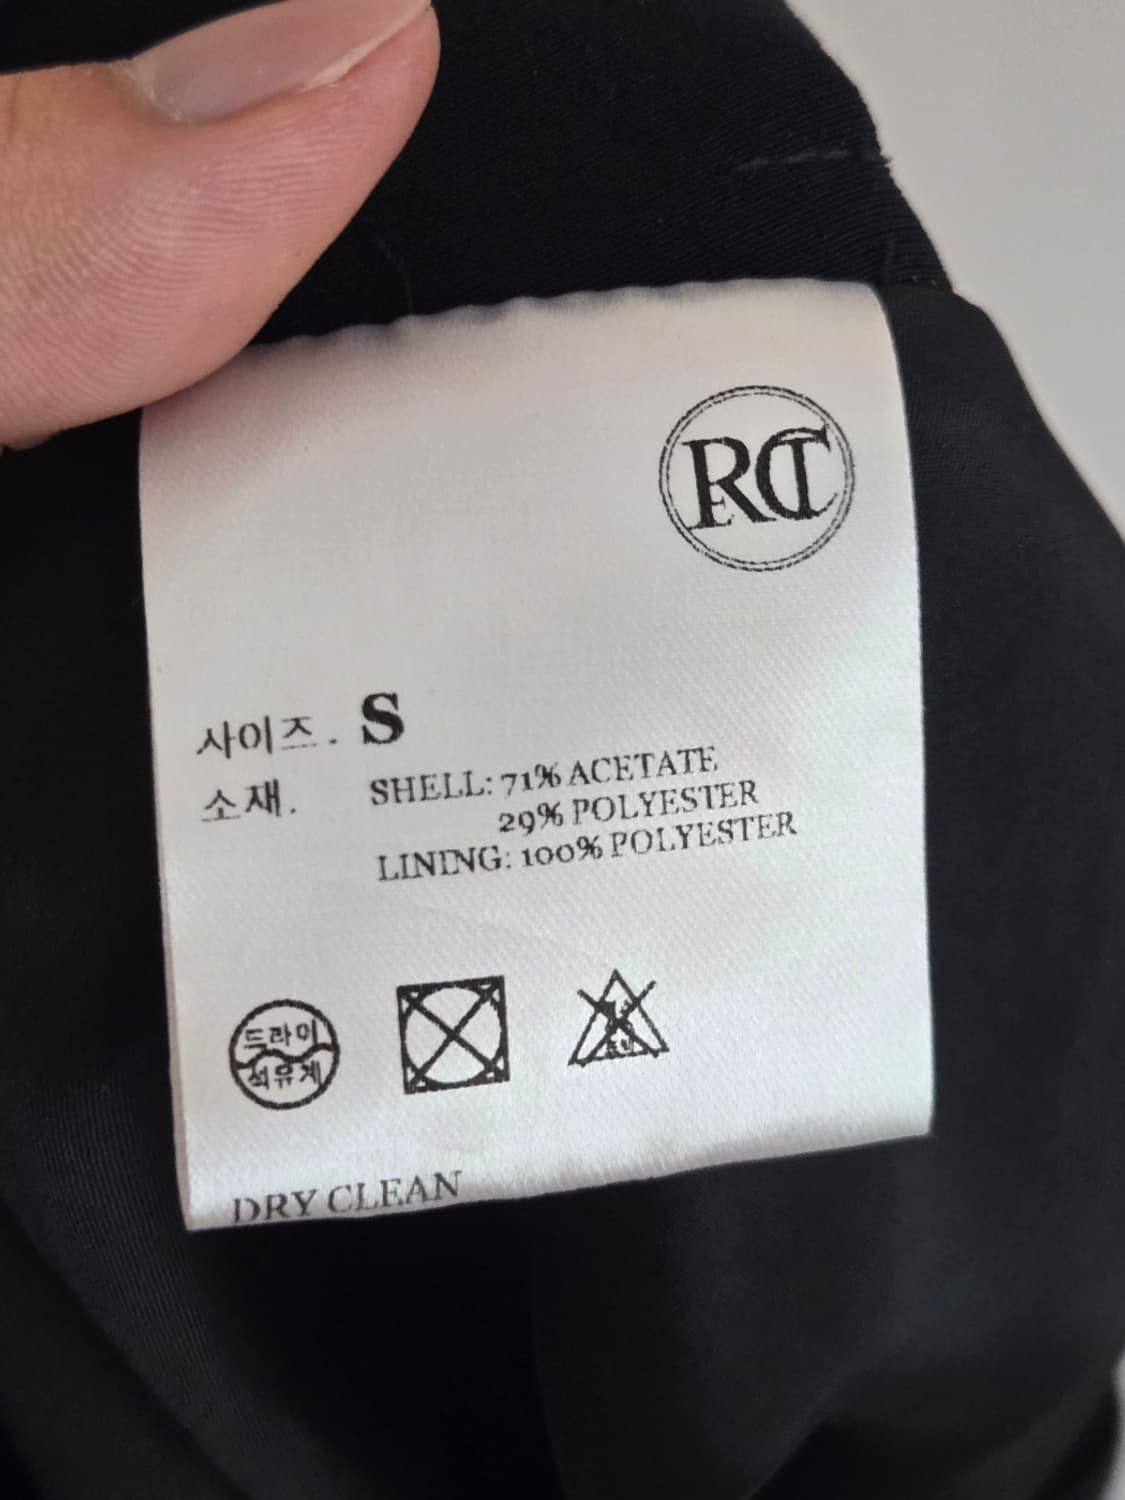 사이즈. S
소재. SHELL: 71% ACETATE
29% POLYESTER
LINING: 100% POLYESTER
드라이
석유계
DRY CLEAN